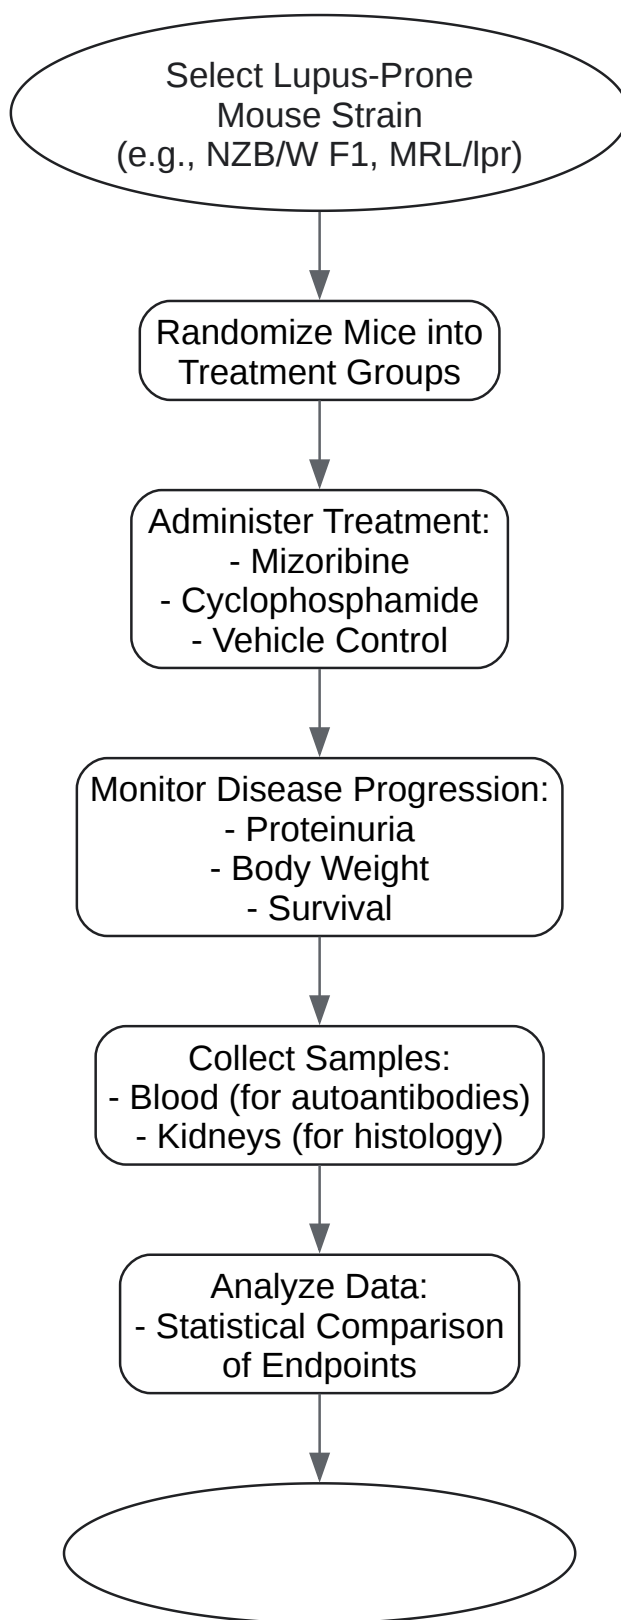 Select Lupus-Prone
Mouse Strain
(e.g., NZB/W F1, MRL/lpr)
Randomize Mice into
Treatment Groups
Administer Treatment:
- Mizoribine
- Cyclophosphamide
- Vehicle Control
Monitor Disease Progression:
- Proteinuria
- Body Weight
- Survival
Collect Samples:
- Blood (for autoantibodies)
- Kidneys (for histology)
Analyze Data:
- Statistical Comparison
of Endpoints